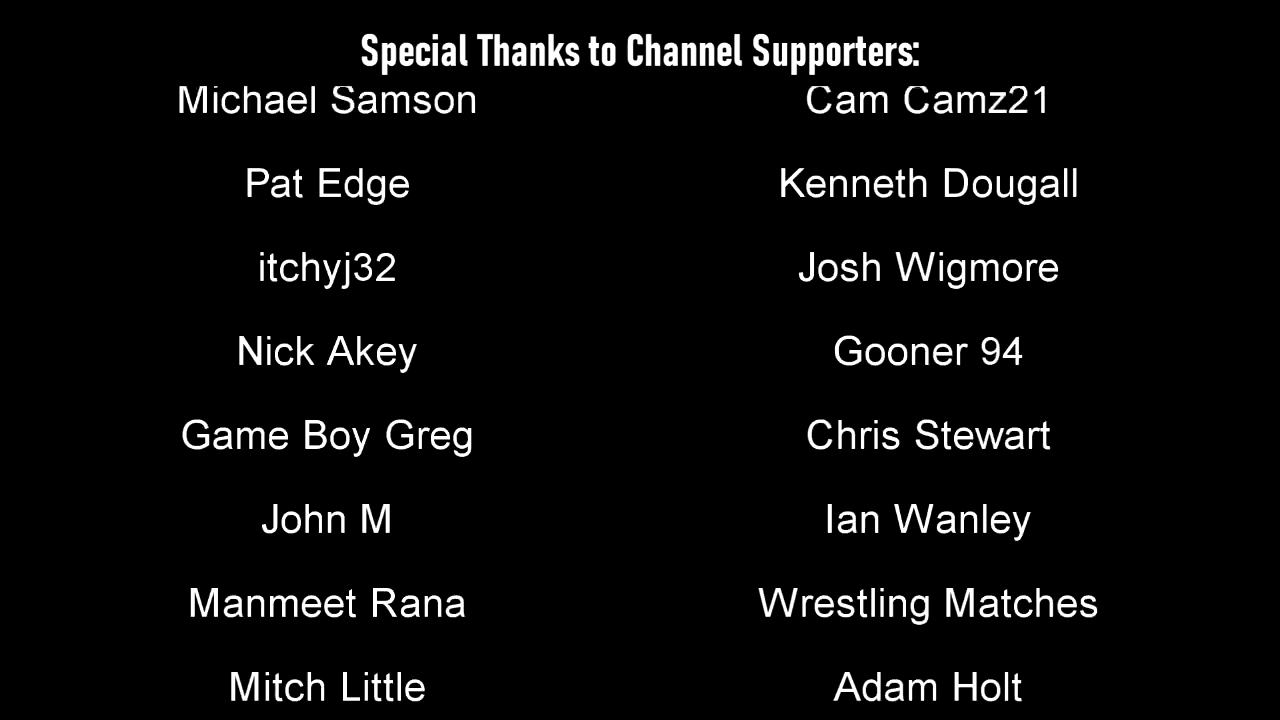 Special Thanks to Channel Supporters:
Michael Samson Cam Camz21
Pat Edge Kenneth Dougall
itchyj32 Josh Wigmore
Nick Akey Gooner 94
Game Boy Greg Chris Stewart
John M Ian Wanley
Manmeet Rana Wrestling Matches
Mitch Little Adam Holt